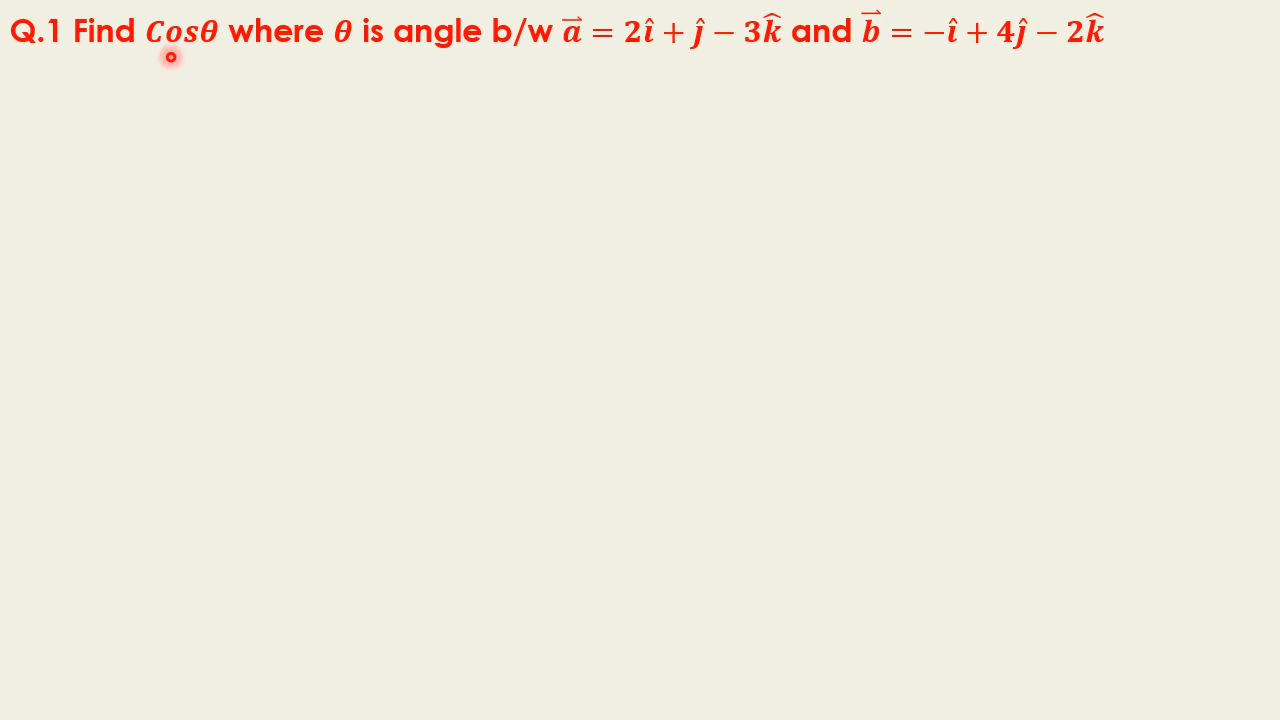 Q.1 Find Cosθ where θ is angle b/w a⃗ = 2î + ĵ − 3k̂ and b⃗ = −î + 4ĵ − 2k̂